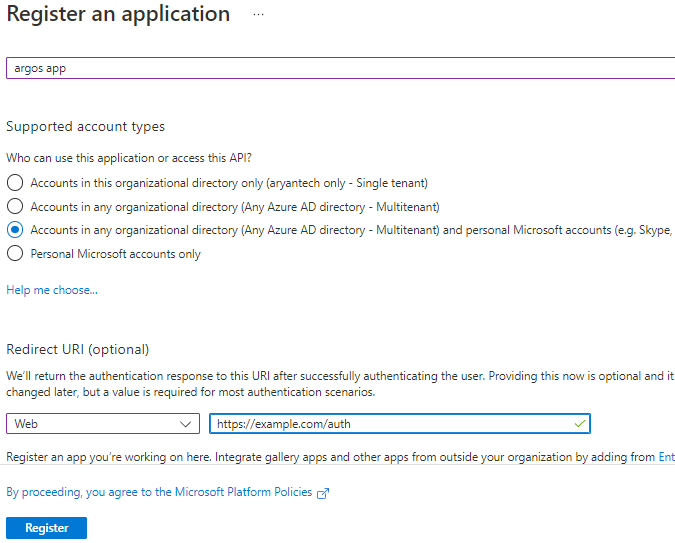 Register an application ...
argos app
Supported account types
Who can use this application or access this API?
Accounts in this organizational directory only (aryantech only - Single tenant)
Accounts in any organizational directory (Any Azure AD directory - Multitenant)
Accounts in any organizational directory (Any Azure AD directory - Multitenant) and personal Microsoft accounts (e.g. Skype,
Personal Microsoft accounts only
Help me choose...
Redirect URI (optional)
We'll return the authentication response to this URI after successfully authenticating the user. Providing this now is optional and it
changed later, but a value is required for most authentication scenarios.
Web https://example.com/auth
Register an app you're working on here. Integrate gallery apps and other apps from outside your organization by adding from Ent
By proceeding, you agree to the Microsoft Platform Policies
Register